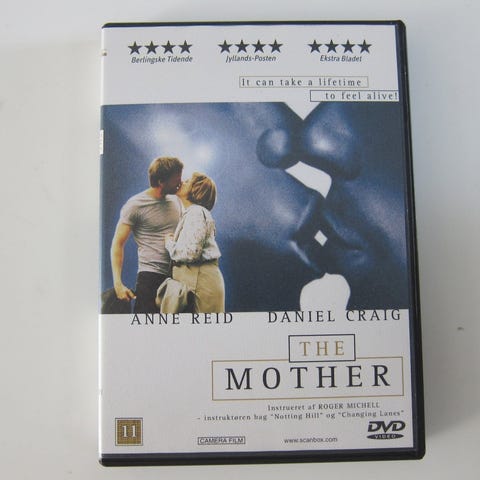 ★★★★ ★★★★ ★★★★
Berlingske Tidende Jyllands-Posten Ekstra Bladet
It can take a lifetime
to feel alive!
ANNE REID DANIEL CRAIG
THE
MOTHER
Instrueret af ROGER MICHELL
- instruktøren bag "Notting Hill" og "Changing Lanes"
11
CAMERA FILM
www.scanbox.com
DVD
VIDEO